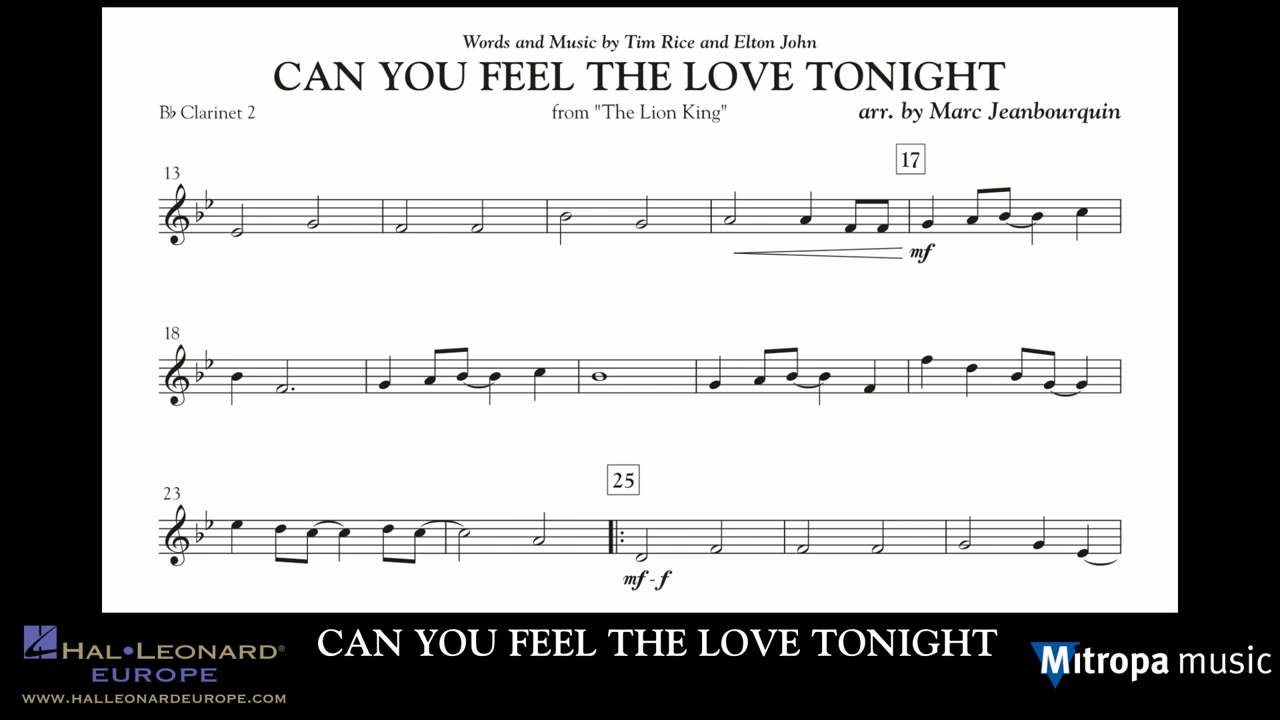 Words and Music by Tim Rice and Elton John
CAN YOU FEEL THE LOVE TONIGHT
B♭ Clarinet 2
from "The Lion King"
arr. by Marc Jeanbourquin
17
13
mf
18
25
23
mf - f
HAL•LEONARD®
EUROPE
WWW.HALLEONARDEUROPE.COM
CAN YOU FEEL THE LOVE TONIGHT
Mitropa music